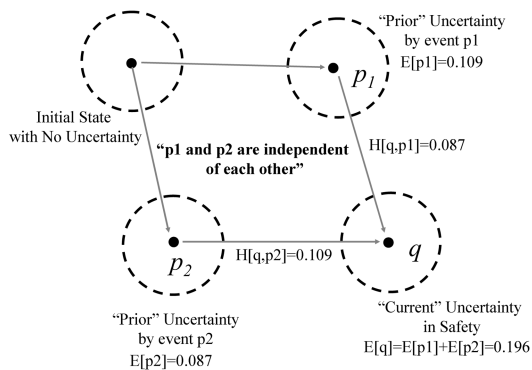 “Prior” Uncertainty
by event p1
E[p1]=0.109
p1
Initial State
with No Uncertainty
“p1 and p2 are independent
of each other”
H[q,p1]=0.087
p2
H[q,p2]=0.109
q
“Prior” Uncertainty
by event p2
E[p2]=0.087
“Current” Uncertainty
in Safety
E[q]=E[p1]+E[p2]=0.196